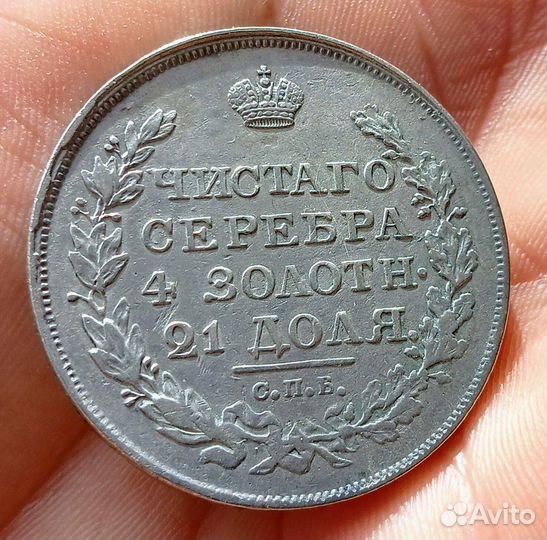 ЧИСТАГО
СЕРЕБРА
4 ЗОЛОТН.
21 ДОЛЯ.
С.П.Б.
Avito